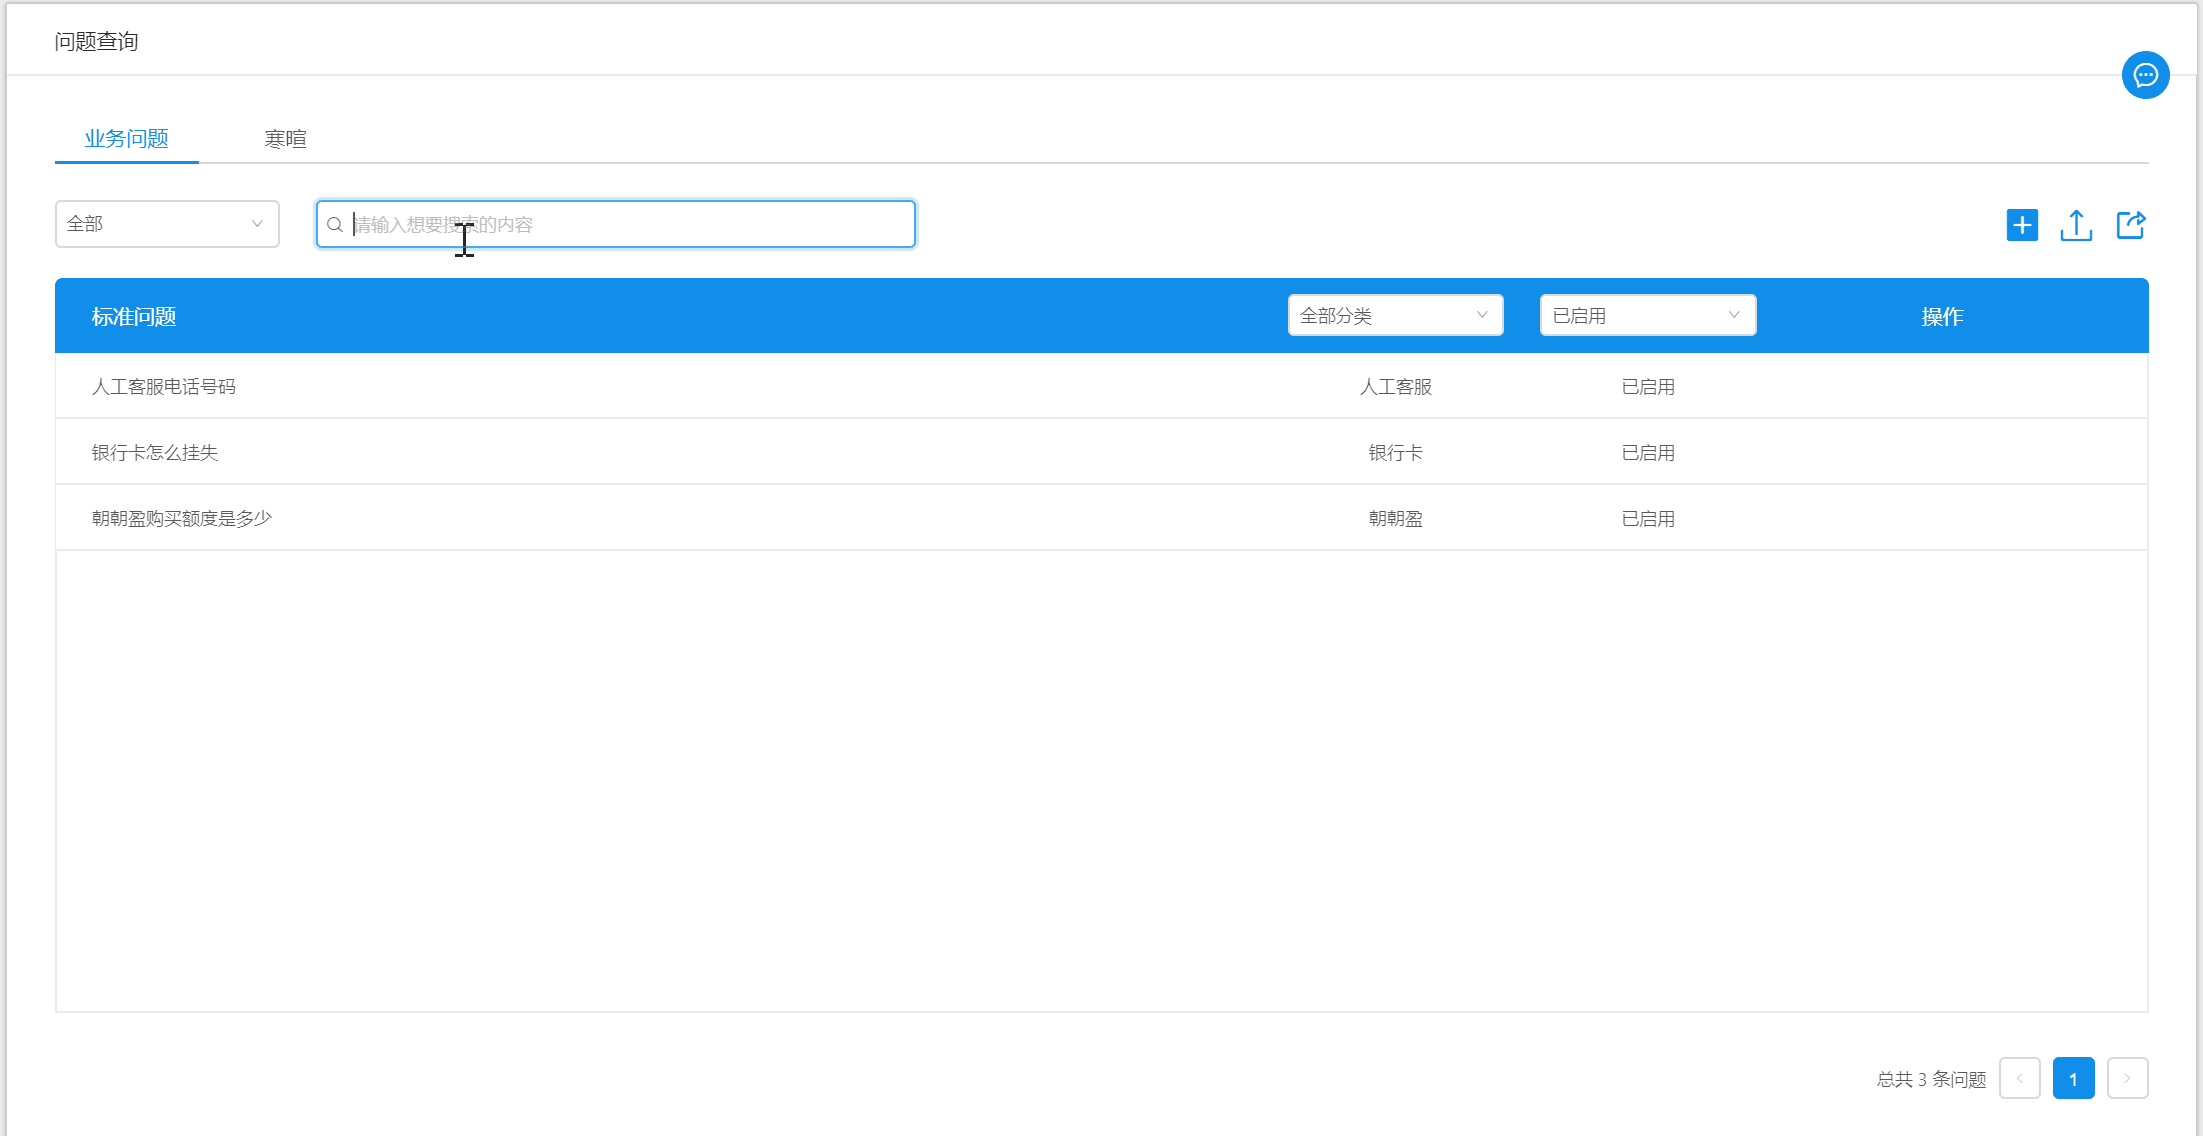 问题查询
业务问题 寒暄
全部 请输入想要搜索的内容
标准问题 全部分类 已启用 操作
人工客服电话号码 人工客服 已启用
银行卡怎么挂失 银行卡 已启用
朝朝盈购买额度是多少 朝朝盈 已启用
总共 3 条问题 < 1 >